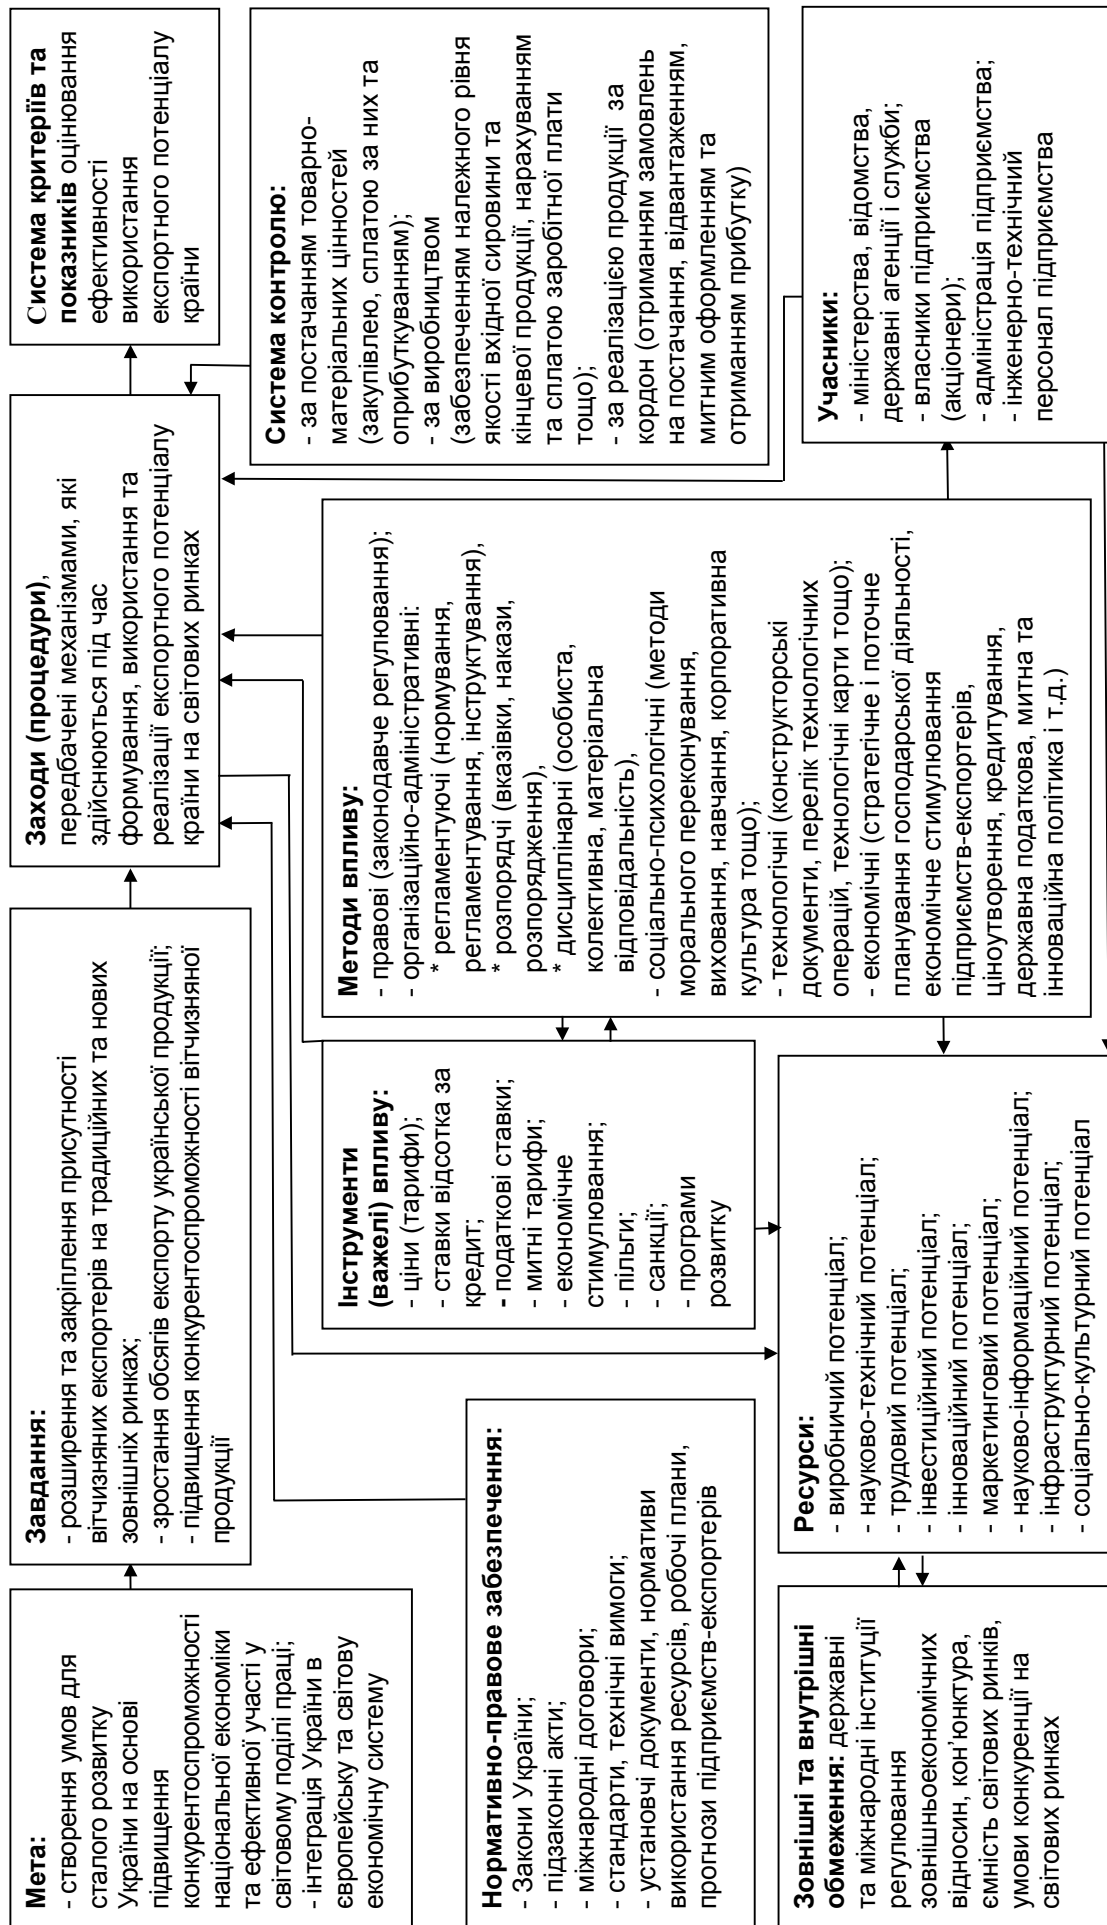 Мета:
- створення умов для
сталого розвитку
України на основі
підвищення
конкурентоспроможності
національної економіки
та ефективної участі у
світовому поділі праці;
- інтеграція України в
європейську та світову
економічну систему
Завдання:
- розширення та закріплення присутності
вітчизняних експортерів на традиційних та нових
зовнішніх ринках;
- зростання обсягів експорту української продукції;
- підвищення конкурентоспроможності вітчизняної
продукції
Заходи (процедури),
передбачені механізмами, які
здійснюються під час
формування, використання та
реалізації експортного потенціалу
країни на світових ринках
Система критеріїв та
показників оцінювання
ефективності
використання
експортного потенціалу
країни
Нормативно-правове забезпечення:
- Закони України;
- підзаконні акти;
- міжнародні договори;
- стандарти, технічні вимоги;
- установчі документи, нормативи
використання ресурсів, робочі плани,
прогнози підприємств-експортерів
Інструменти
(важелі) впливу:
- ціни (тарифи);
- ставки відсотка за
кредит;
- податкові ставки;
- митні тарифи;
- економічне
стимулювання;
- пільги;
- санкції;
- програми
розвитку
Методи впливу:
- правові (законодавче регулювання);
- організаційно-адміністративні:
* регламентуючі (нормування,
регламентування, інструктування),
* розпорядчі (вказівки, накази,
розпорядження),
* дисциплінарні (особиста,
колективна, матеріальна
відповідальність),
- соціально-психологічні (методи
морального переконування,
виховання, навчання, корпоративна
культура тощо);
- технологічні (конструкторські
документи, перелік технологічних
операцій, технологічні карти тощо);
- економічні (стратегічне і поточне
планування господарської діяльності,
економічне стимулювання
підприємств-експортерів,
ціноутворення, кредитування,
державна податкова, митна та
інноваційна політика і т.д.)
Система контролю:
- за постачанням товарно-
матеріальних цінностей
(закупівлею, сплатою за них та
оприбуткуванням);
- за виробництвом
(забезпеченням належного рівня
якості вхідної сировини та
кінцевої продукції, нарахуванням
та сплатою заробітної плати
тощо);
- за реалізацією продукції за
кордон (отриманням замовлень
на постачання, відвантаженням,
митним оформленням та
отриманням прибутку)
Зовнішні та внутрішні
обмеження: державні
та міжнародні інституції
регулювання
зовнішньоекономічних
відносин, кон’юнктура,
ємність світових ринків,
умови конкуренції на
світових ринках
Ресурси:
- виробничий потенціал;
- науково-технічний потенціал;
- трудовий потенціал;
- інвестиційний потенціал;
- інноваційний потенціал;
- маркетинговий потенціал;
- науково-інформаційний потенціал;
- інфраструктурний потенціал;
- соціально-культурний потенціал
Учасники:
- міністерства, відомства,
державні агенції і служби;
- власники підприємства
(акціонери);
- адміністрація підприємства;
- інженерно-технічний
персонал підприємства